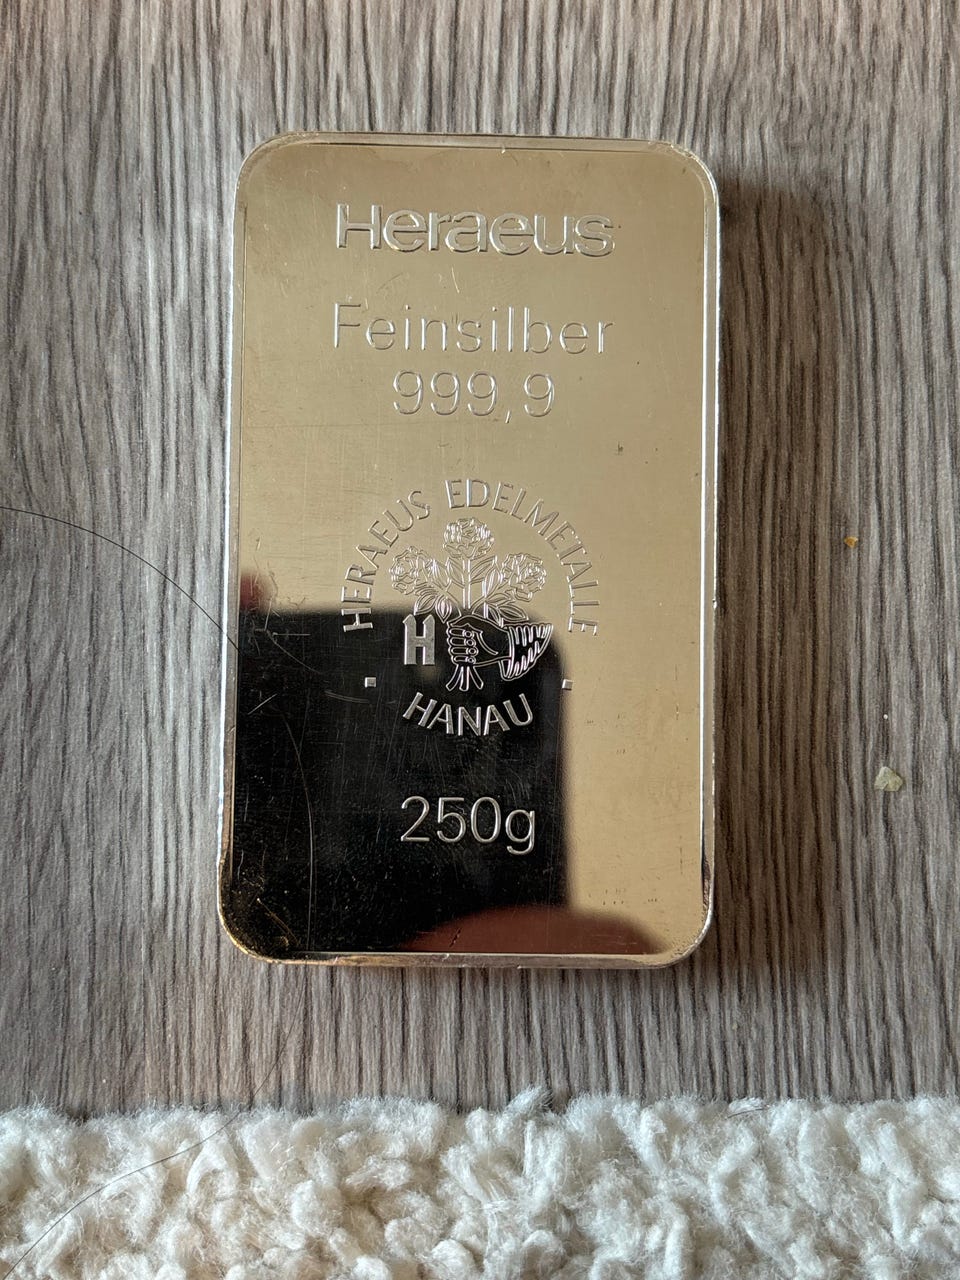 Heraeus
Feinsilber
999,9
HERAEUS EDELMETALLE
H
HANAU
250g